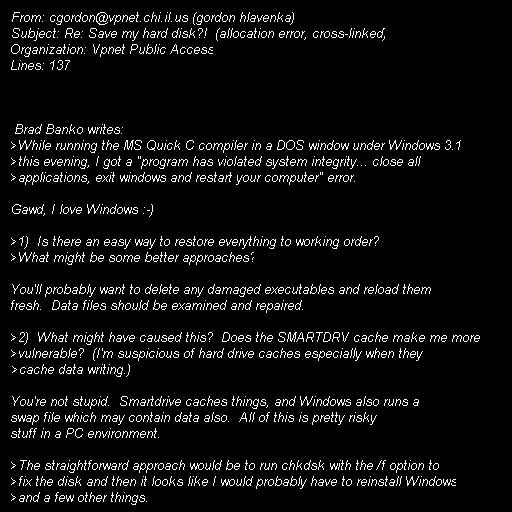 From: cgordon@vpnet.chi.il.us (gordon hlavenka)
Subject: Re: Save my hard disk?!  (allocation error, cross-linked,
Organization: Vpnet Public Access
Lines: 137
Brad Banko writes:
>While running the MS Quick C compiler in a DOS window under Windows 3.1
>this evening, I got a "program has violated system integrity... close all
>applications, exit windows and restart your computer" error.
Gawd, I love Windows :-)
>1)  Is there an easy way to restore everything to working order?
>What might be some better approaches?
You'll probably want to delete any damaged executables and reload them
fresh.  Data files should be examined and repaired.
>2)  What might have caused this?  Does the SMARTDRV cache make me more
>vulnerable?  (I'm suspicious of hard drive caches especially when they
>cache data writing.)
You're not stupid.  Smartdrive caches things, and Windows also runs a
swap file which may contain data also.  All of this is pretty risky
stuff in a PC environment.
>The straightforward approach would be to run chkdsk with the /f option to
>fix the disk and then it looks like I would probably have to reinstall Windows
>and a few other things.